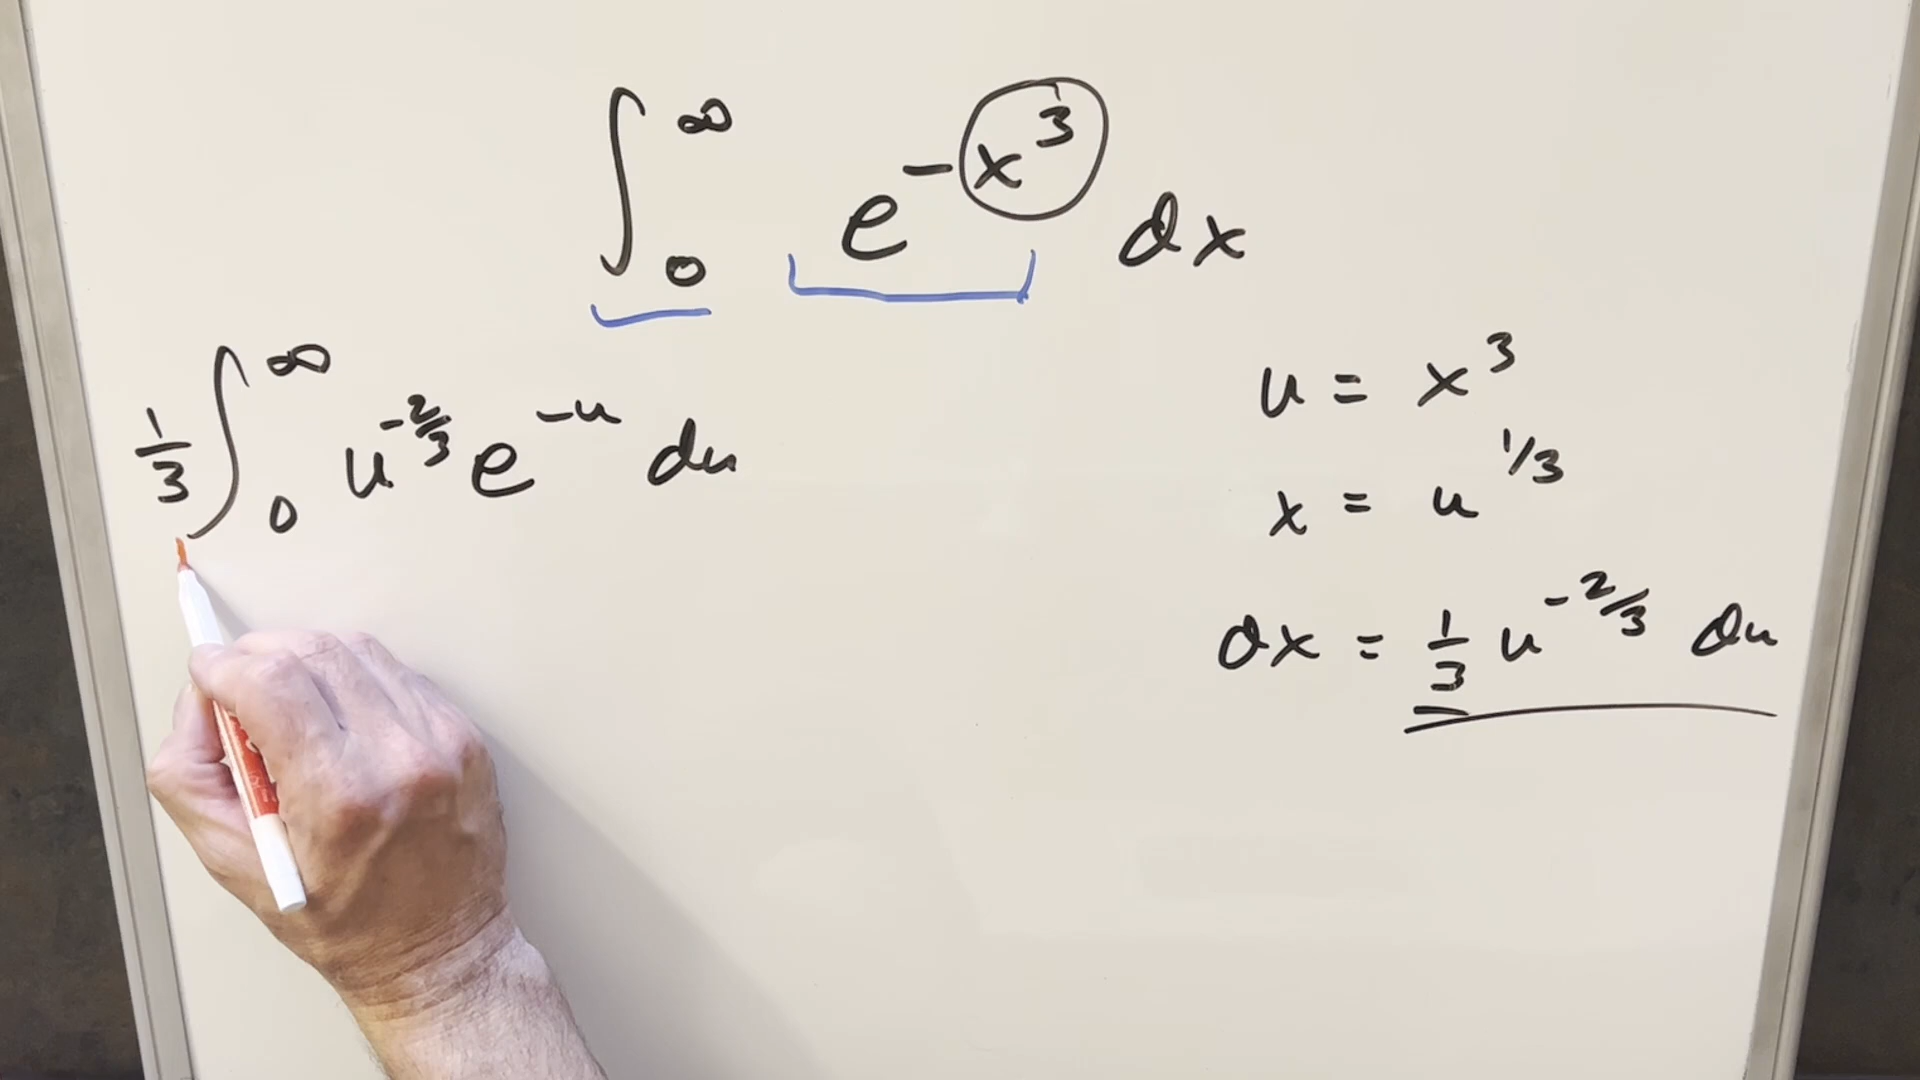 ∫₀^∞ e^(-x³) dx
1/3 ∫₀^∞ u^(-2/3) e^(-u) du
u = x³
x = u^(1/3)
dx = 1/3 u^(-2/3) du